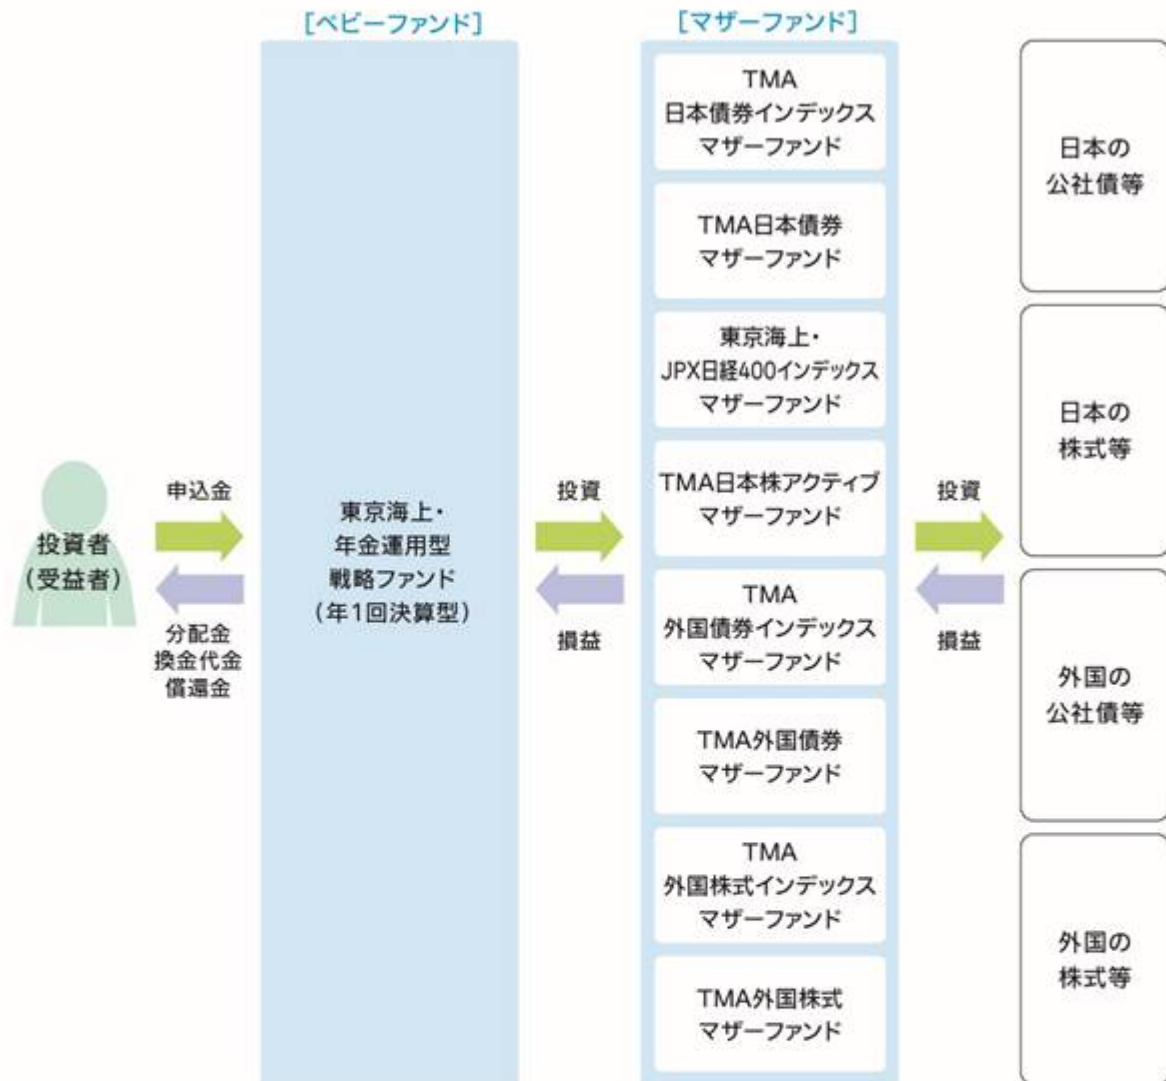 [ベビーファンド]
[マザーファンド]
投資者
(受益者)
申込金
分配金
換金代金
償還金
東京海上・
年金運用型
戦略ファンド
(年1回決算型)
投資
損益
TMA
日本債券インデックス
マザーファンド
TMA日本債券
マザーファンド
東京海上・
JPX日経400インデックス
マザーファンド
TMA日本株アクティブ
マザーファンド
TMA
外国債券インデックス
マザーファンド
TMA外国債券
マザーファンド
TMA
外国株式インデックス
マザーファンド
TMA外国株式
マザーファンド
投資
損益
日本の
公社債等
日本の
株式等
外国の
公社債等
外国の
株式等